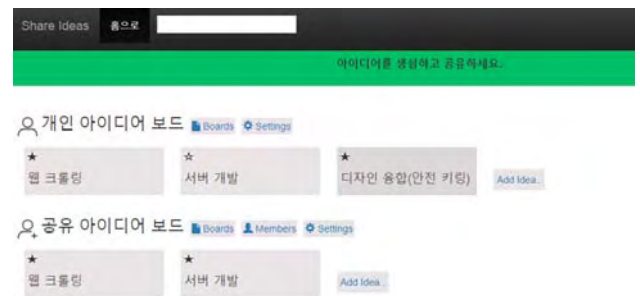 Share Ideas 홈으로
아이디어를 생성하고 공유하세요.
개인 아이디어 보드 Boards Settings
★ ☆ ★
웹 크롤링 서버 개발 디자인 융합(안전 키링) Add Idea...
공유 아이디어 보드 Boards Members Settings
★ ★
웹 크롤링 서버 개발 Add Idea...